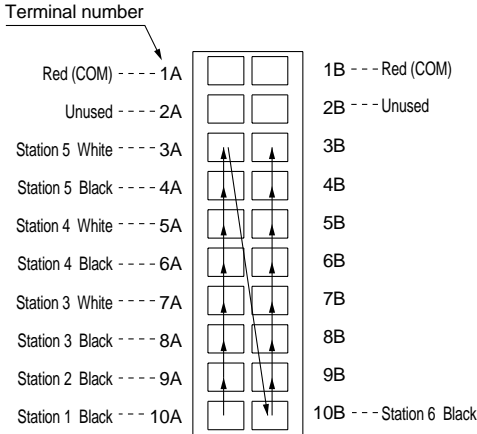 Terminal number
Red (COM) ---- 1A 1B --- Red (COM)
Unused ---- 2A 2B --- Unused
Station 5 White ---- 3A 3B
Station 5 Black ---- 4A 4B
Station 4 White ---- 5A 5B
Station 4 Black ---- 6A 6B
Station 3 White ---- 7A 7B
Station 3 Black ---- 8A 8B
Station 2 Black ---- 9A 9B
Station 1 Black --- 10A 10B --- Station 6 Black